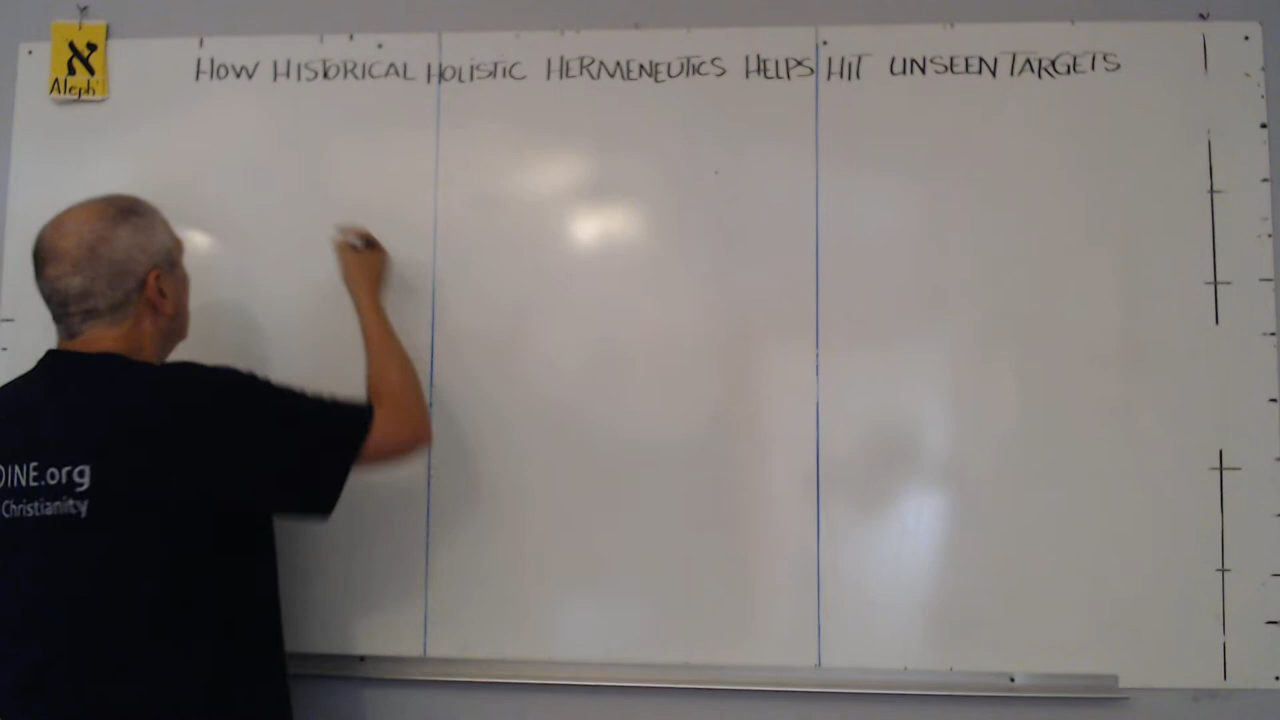 א
Aleph
HOW HISTORICAL HOLISTIC HERMENEUTICS HELPS HIT UNSEEN TARGETS
DINE.org
Christianity